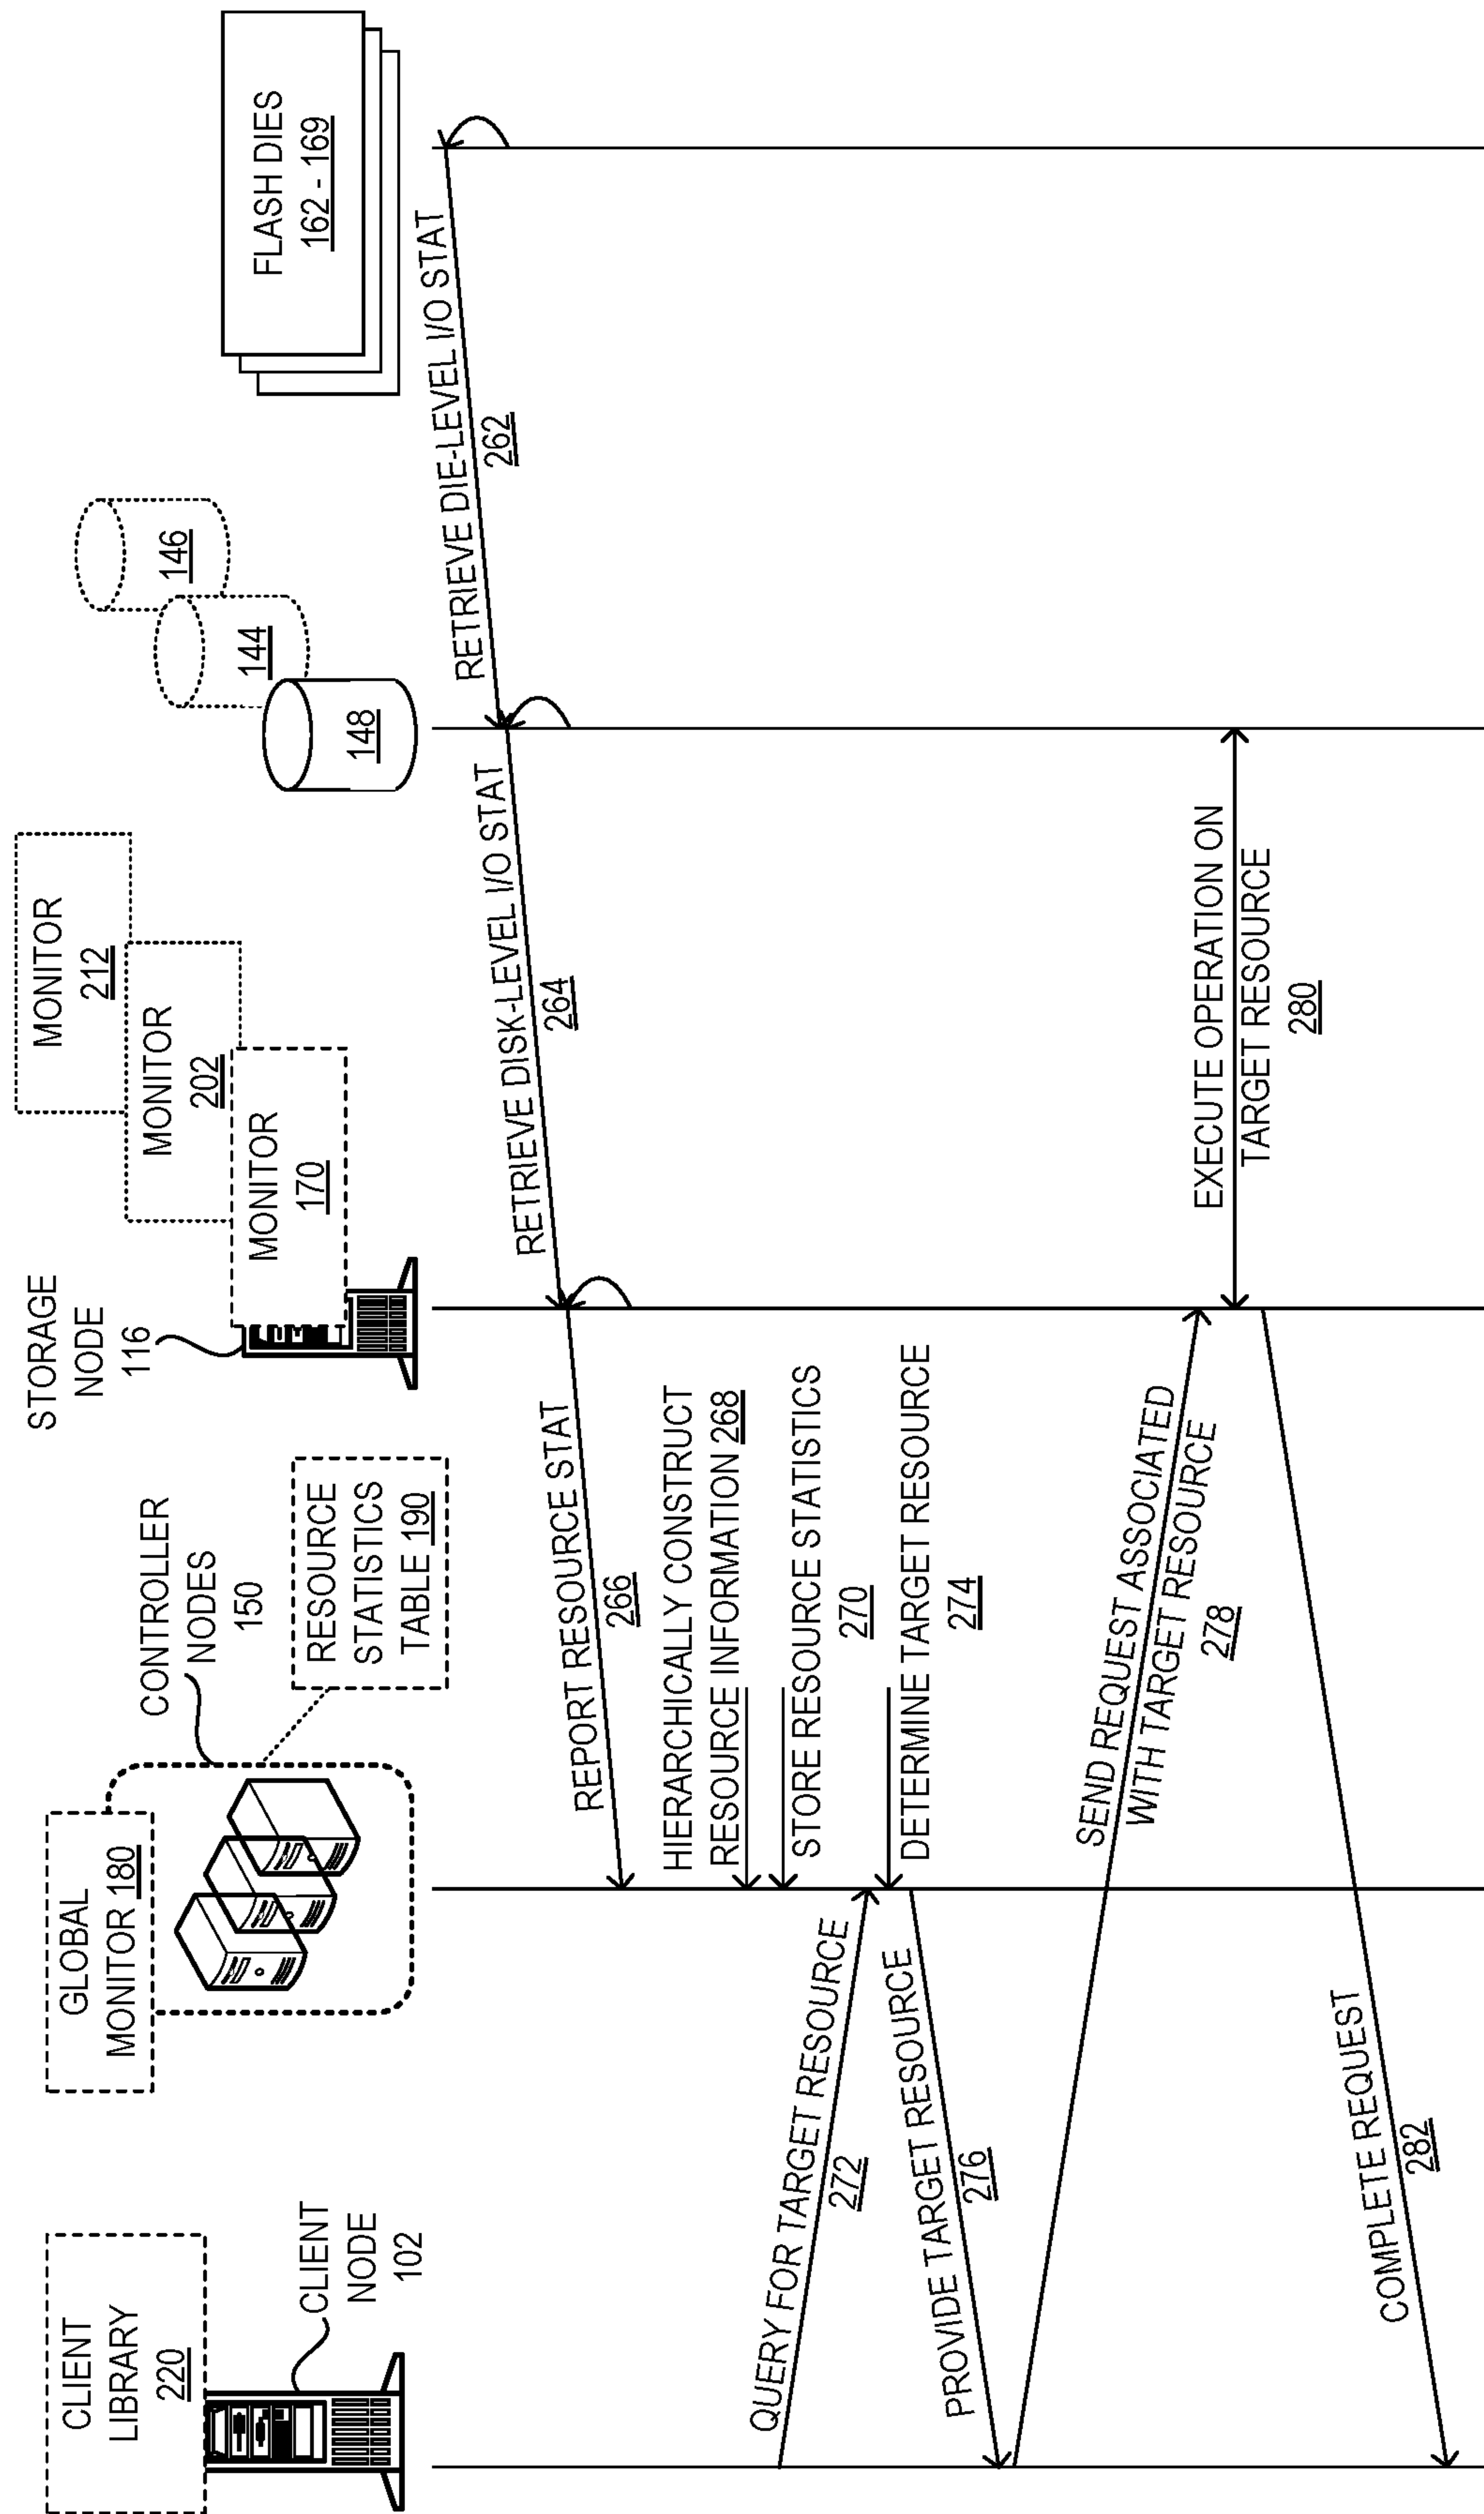 CLIENT
LIBRARY
220
CLIENT
NODE
102
GLOBAL
MONITOR 180
CONTROLLER
NODES
150
RESOURCE
STATISTICS
TABLE 190
STORAGE
NODE
116
MONITOR
170
MONITOR
202
MONITOR
212
148
144
146
FLASH DIES
162 - 169
RETRIEVE DIE-LEVEL I/O STAT
262
RETRIEVE DISK-LEVEL I/O STAT
264
REPORT RESOURCE STAT
266
HIERARCHICALLY CONSTRUCT
RESOURCE INFORMATION 268
STORE RESOURCE STATISTICS
270
QUERY FOR TARGET RESOURCE
272
DETERMINE TARGET RESOURCE
274
PROVIDE TARGET RESOURCE
276
SEND REQUEST ASSOCIATED
WITH TARGET RESOURCE
278
EXECUTE OPERATION ON
TARGET RESOURCE
280
COMPLETE REQUEST
282